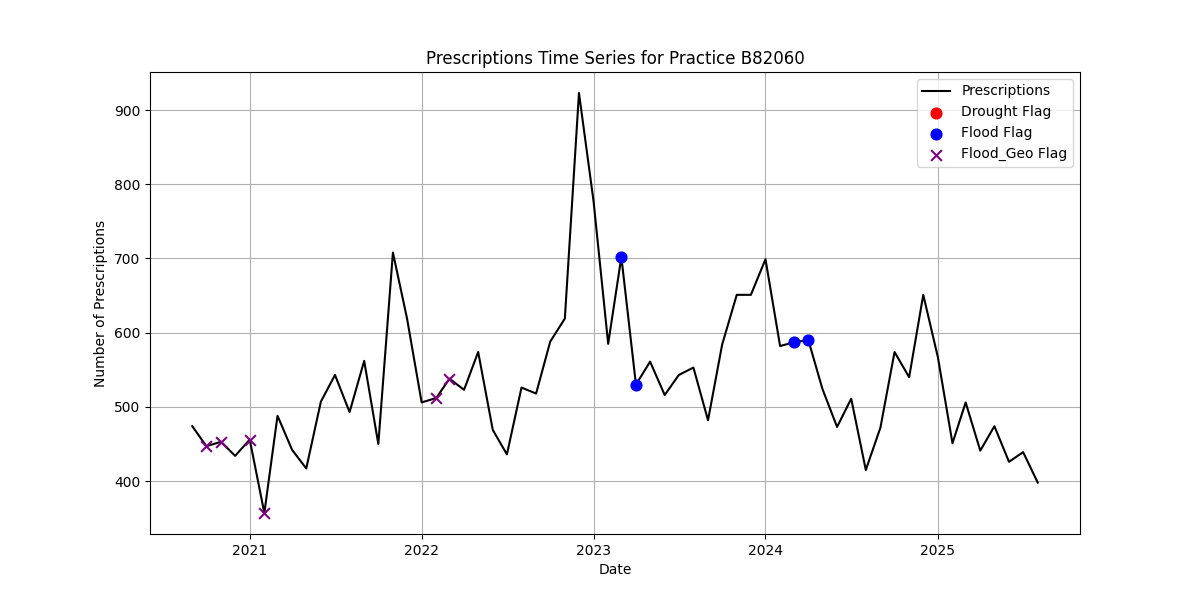 Prescriptions Time Series for Practice B82060
Prescriptions
Drought Flag
Flood Flag
Flood_Geo Flag
Number of Prescriptions
900
800
700
600
500
400
2021 2022 2023 2024 2025
Date